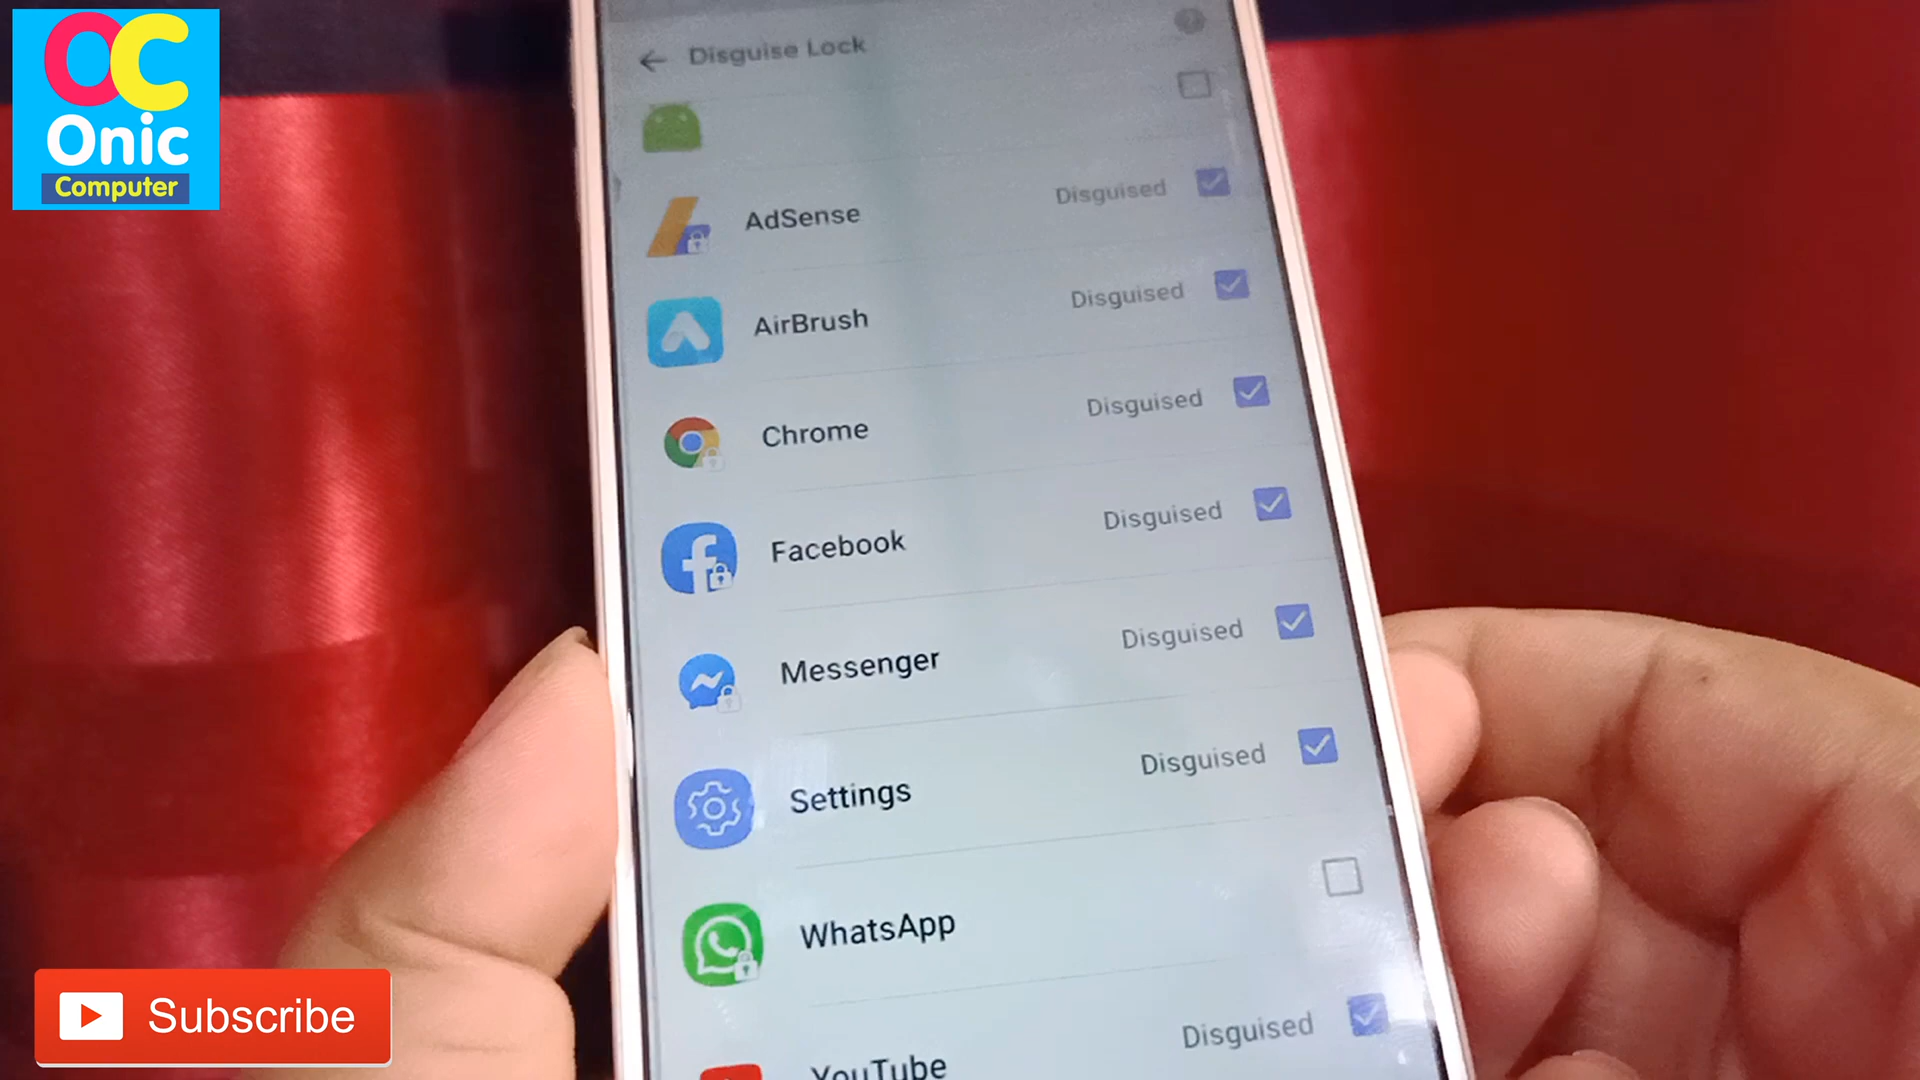 OC
Onic
Computer
Disguise Lock
?
AdSense Disguised
AirBrush Disguised
Chrome Disguised
Facebook Disguised
Messenger Disguised
Settings Disguised
WhatsApp
YouTube Disguised
Subscribe